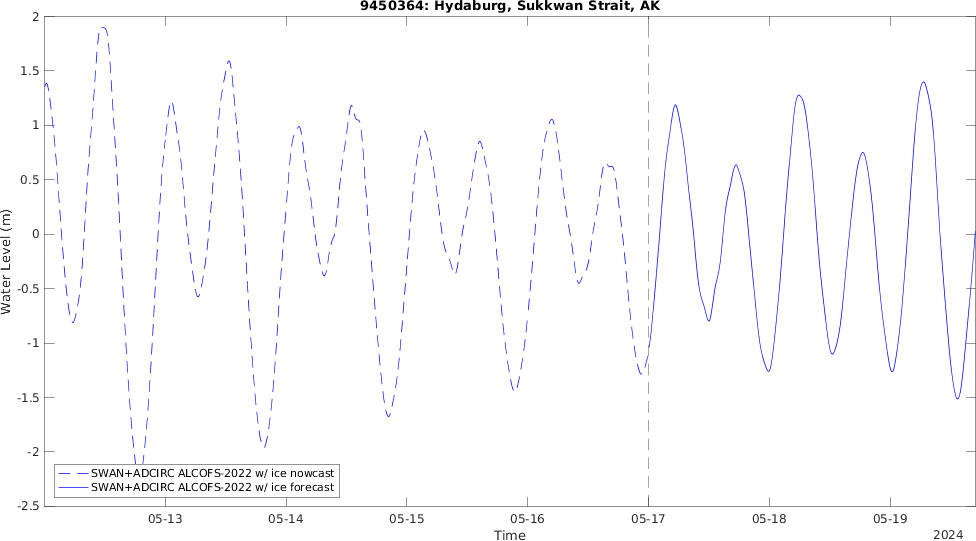 9450364: Hydaburg, Sukkwan Strait, AK
2
1.5
1
0.5
0
-0.5
-1
-1.5
-2
-2.5
Water Level (m)
SWAN+ADCIRC ALCOFS-2022 w/ ice nowcast
SWAN+ADCIRC ALCOFS-2022 w/ ice forecast
05-13 05-14 05-15 05-16 05-17 05-18 05-19
Time
2024